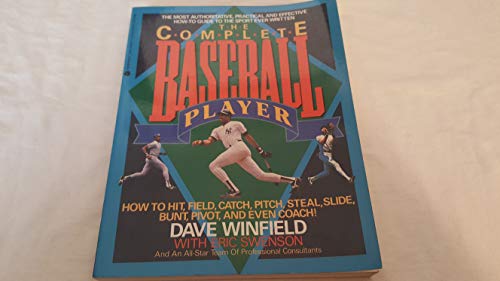 THE MOST AUTHORITATIVE, PRACTICAL AND EFFECTIVE
HOW-TO GUIDE TO THE SPORT EVER WRITTEN
THE
C•O•M•P•L•E•T•E
BASEBALL
PLAYER
HOW TO HIT, FIELD, CATCH, PITCH, STEAL, SLIDE,
BUNT, PIVOT, AND EVEN COACH!
DAVE WINFIELD
WITH ERIC SWENSON
And An All-Star Team Of Professional Consultants